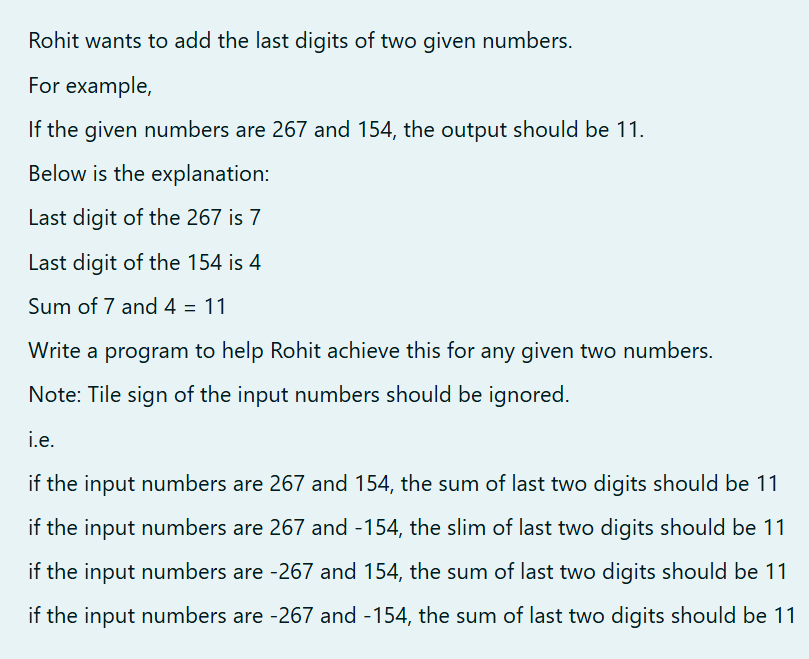 Rohit wants to add the last digits of two given numbers.
For example,
If the given numbers are 267 and 154, the output should be 11.
Below is the explanation:
Last digit of the 267 is 7
Last digit of the 154 is 4
Sum of 7 and 4 = 11
Write a program to help Rohit achieve this for any given two numbers.
Note: Tile sign of the input numbers should be ignored.
i.e.
if the input numbers are 267 and 154, the sum of last two digits should be 11
if the input numbers are 267 and -154, the slim of last two digits should be 11
if the input numbers are -267 and 154, the sum of last two digits should be 11
if the input numbers are -267 and -154, the sum of last two digits should be 11